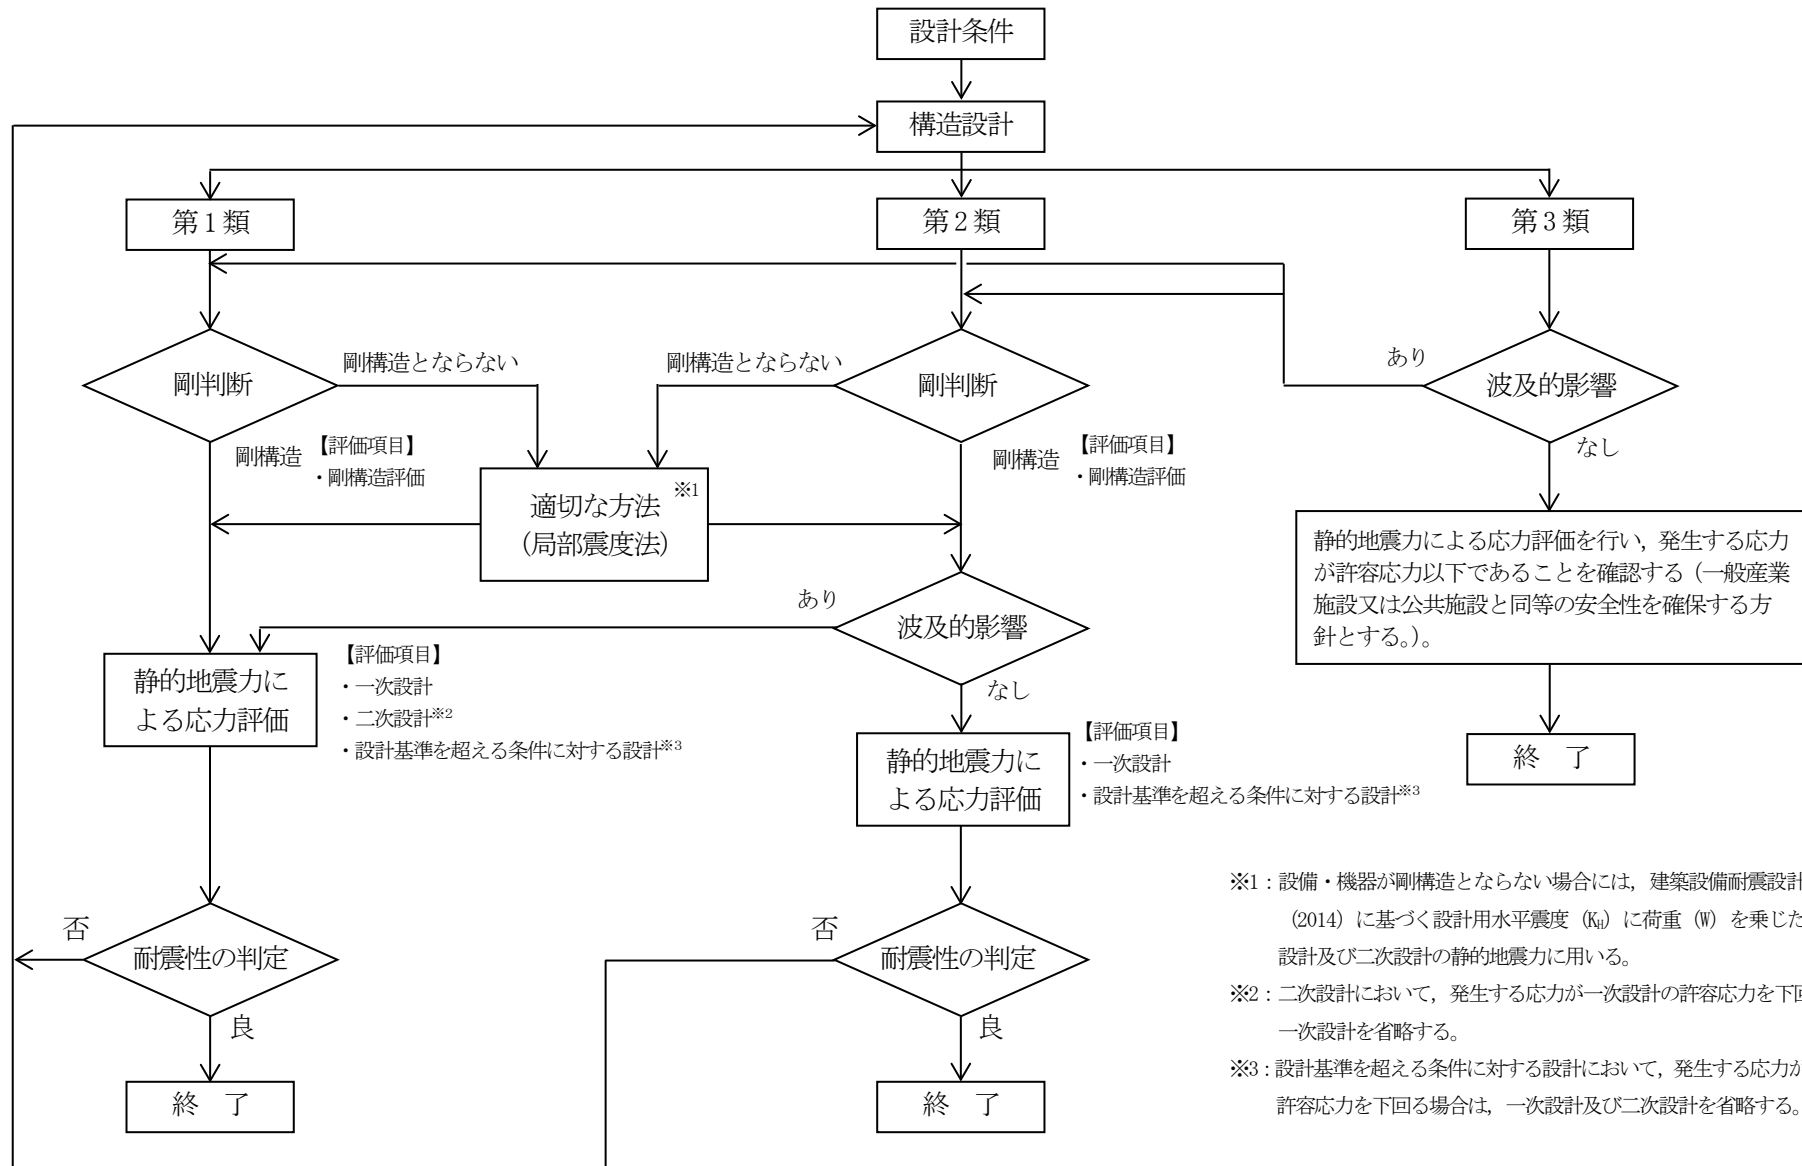 設計条件
構造設計
第1類
第2類
第3類
剛判断
剛構造とならない
剛構造とならない
剛判断
あり
波及的影響
剛構造
【評価項目】
・剛構造評価
剛構造
【評価項目】
・剛構造評価
なし
適切な方法※1
(局部震度法)
静的地震力による応力評価を行い，発生する応力
が許容応力以下であることを確認する（一般産業
施設又は公共施設と同等の安全性を確保する方
針とする。）。
あり
波及的影響
なし
静的地震力に
よる応力評価
【評価項目】
・一次設計
・二次設計※2
・設計基準を超える条件に対する設計※3
静的地震力に
よる応力評価
【評価項目】
・一次設計
・設計基準を超える条件に対する設計※3
終　了
否
耐震性の判定
良
終　了
否
耐震性の判定
良
終　了
※1：設備・機器が剛構造とならない場合には，建築設備耐震設計
（2014）に基づく設計用水平震度（KH）に荷重（W）を乗じた
設計及び二次設計の静的地震力に用いる。
※2：二次設計において，発生する応力が一次設計の許容応力を下回
一次設計を省略する。
※3：設計基準を超える条件に対する設計において，発生する応力が
許容応力を下回る場合は，一次設計及び二次設計を省略する。